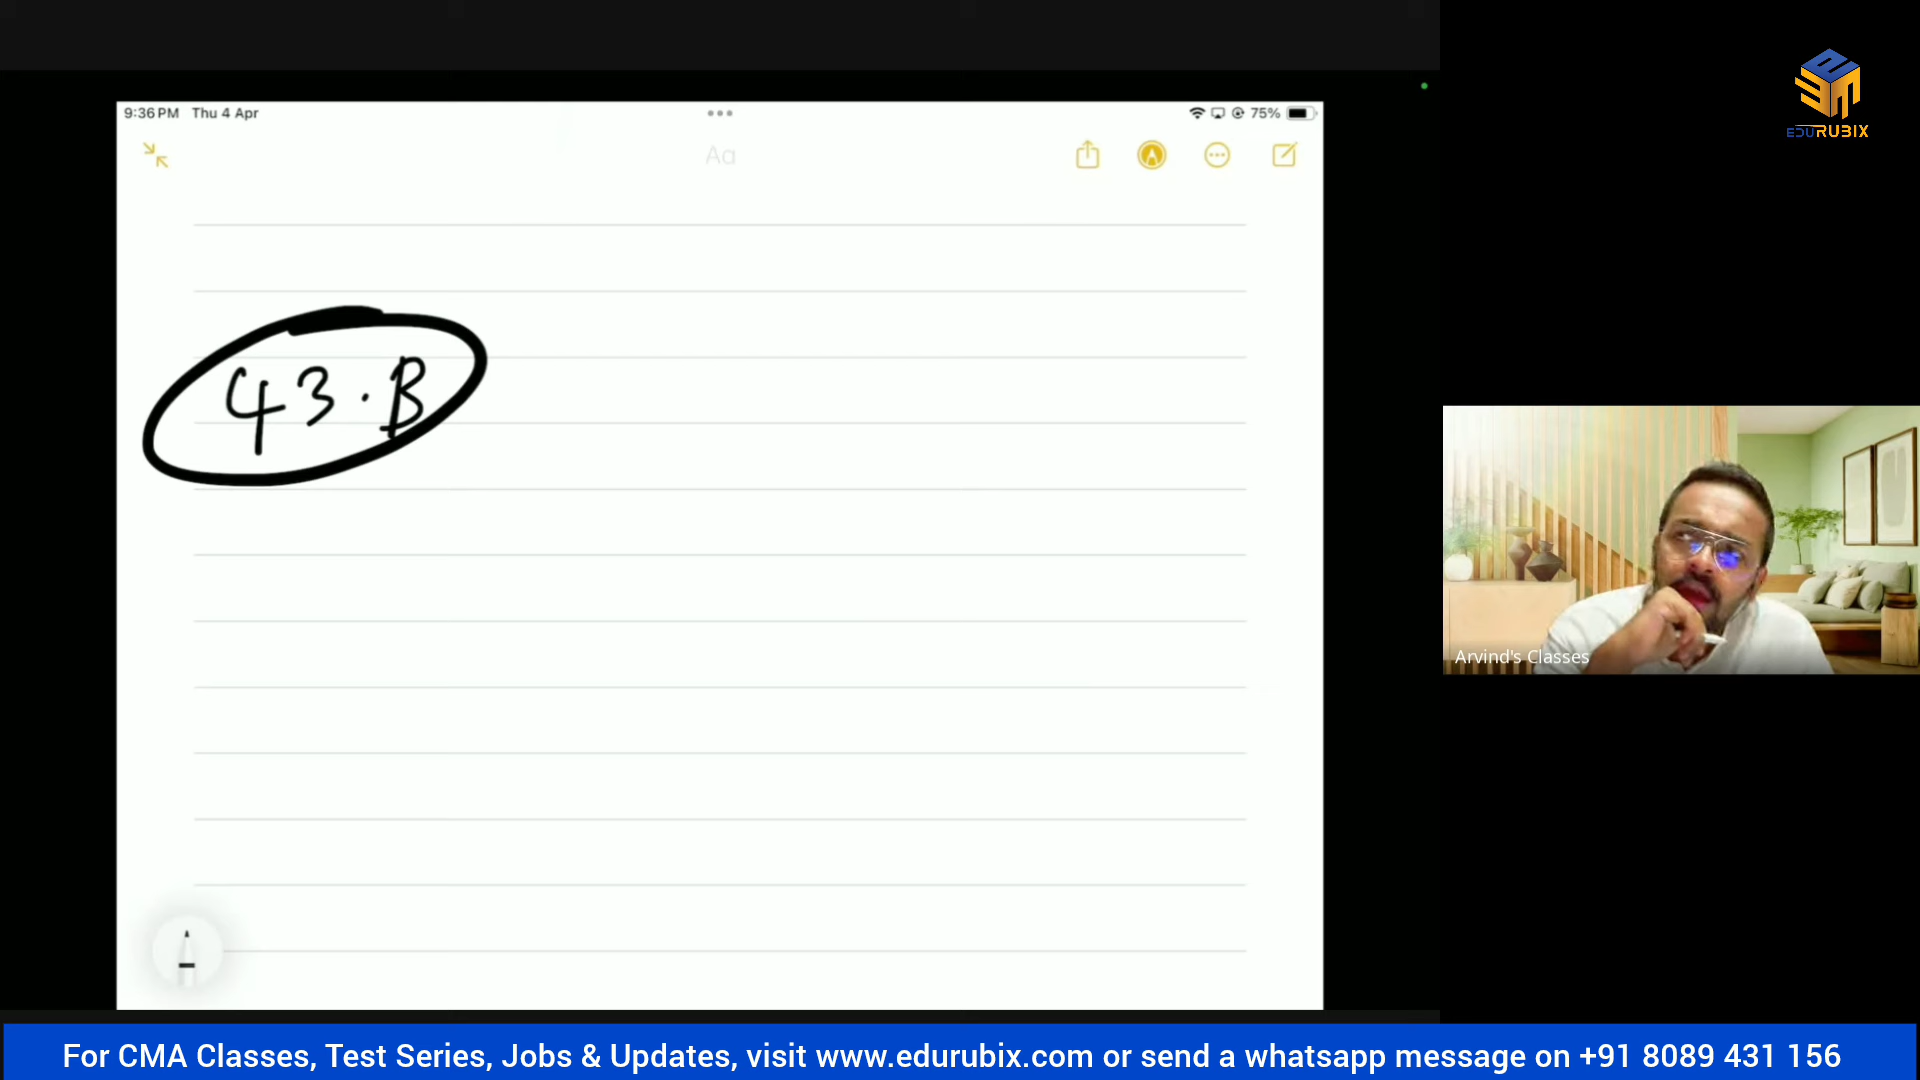 9:36 PM Thu 4 Apr
75%
Aa
43.B
EDURUBIX
Arvind's Classes
For CMA Classes, Test Series, Jobs & Updates, visit www.edurubix.com or send a whatsapp message on +91 8089 431 156